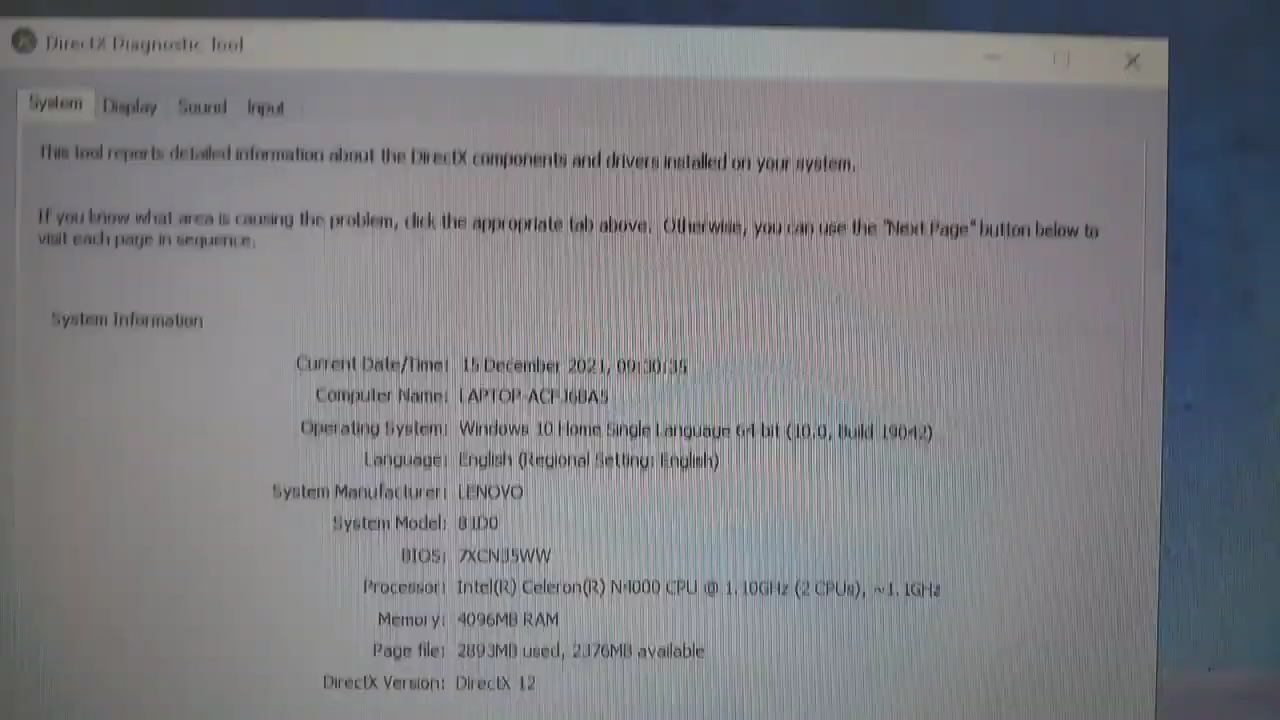 DirectX Diagnostic Tool
System Display Sound Input
This tool reports detailed information about the DirectX components and drivers installed on your system.
If you know what area is causing the problem, click the appropriate tab above. Otherwise, you can use the "Next Page" button below to
visit each page in sequence.
System Information
Current Date/Time: 15 December 2021, 09:30:35
Computer Name:
Operating System: Windows 10 Home Single Language 64-bit (10.0, Build 19042)
Language: English (Regional Setting: English)
System Manufacturer: LENOVO
System Model:
BIOS:
Processor: Intel(R) Celeron(R) N4000 CPU @ 1.10GHz (2 CPUs), ~1.1GHz
Memory: 4096MB RAM
Page file: 2893MB used, 2376MB available
DirectX Version: DirectX 12